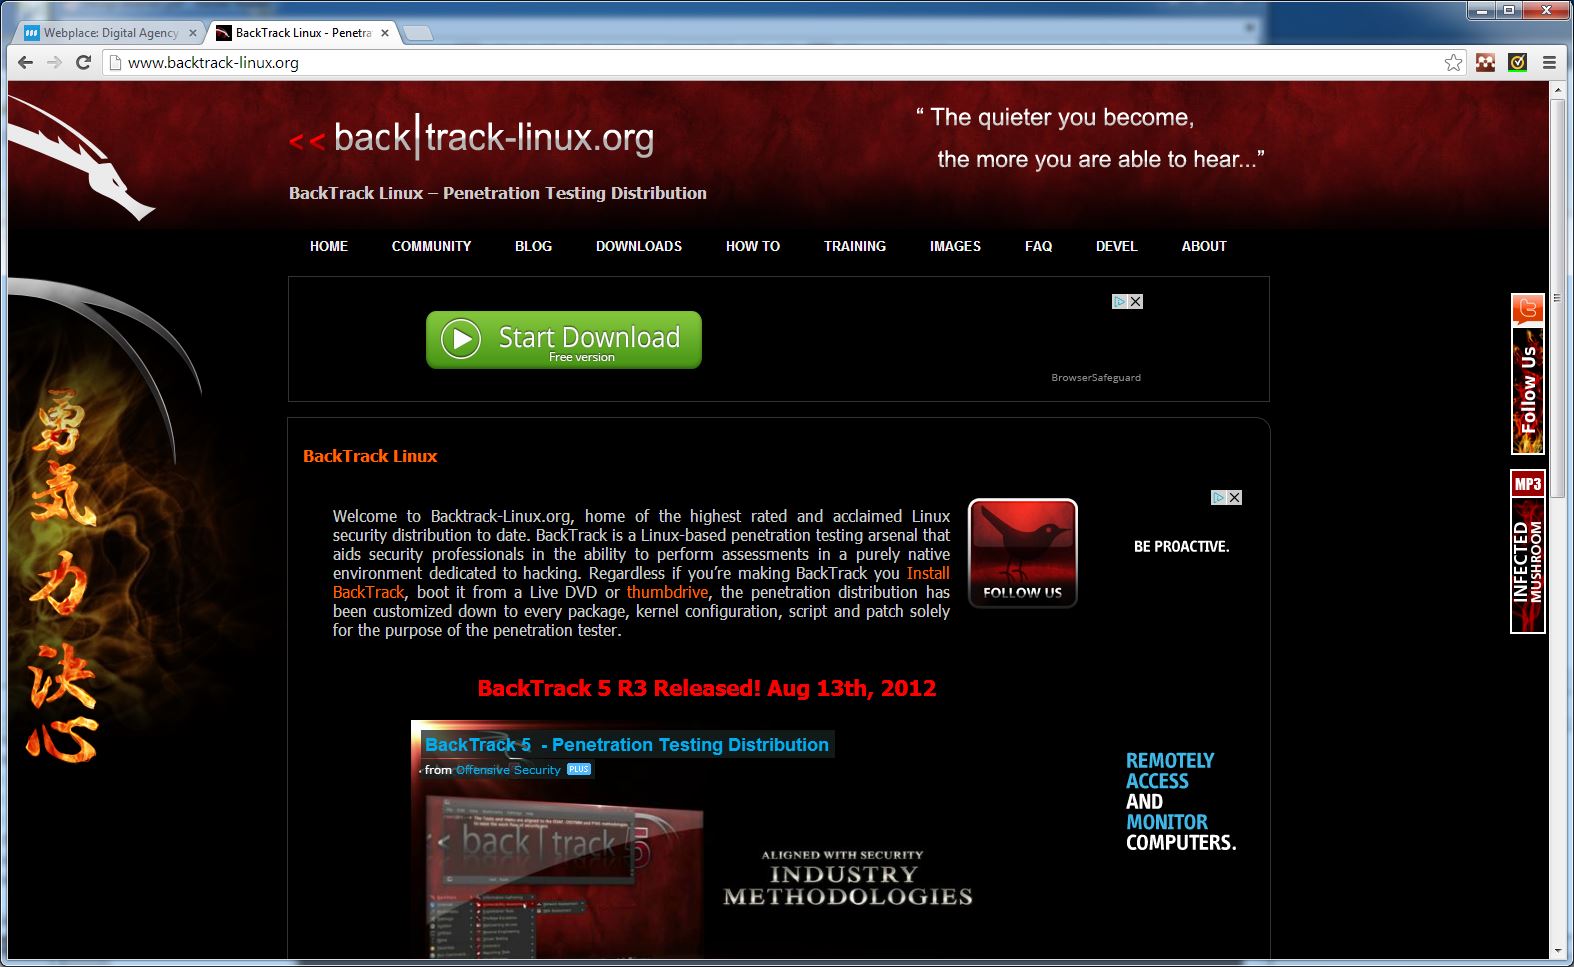 Webplace: Digital Agency
BackTrack Linux - Penetra
www.backtrack-linux.org
<< back|track-linux.org
“ The quieter you become,
the more you are able to hear...”
BackTrack Linux – Penetration Testing Distribution
HOME COMMUNITY BLOG DOWNLOADS HOW TO TRAINING IMAGES FAQ DEVEL ABOUT
Start Download
Free version
BrowserSafeguard
Follow Us
MP3
INFECTED
MUSHROOM
勇
気
力
決
心
BackTrack Linux
Welcome to Backtrack-Linux.org, home of the highest rated and acclaimed Linux
security distribution to date. BackTrack is a Linux-based penetration testing arsenal that
aids security professionals in the ability to perform assessments in a purely native
environment dedicated to hacking. Regardless if you’re making BackTrack you Install
BackTrack, boot it from a Live DVD or thumbdrive, the penetration distribution has
been customized down to every package, kernel configuration, script and patch solely
for the purpose of the penetration tester.
FOLLOW US
BE PROACTIVE.
BackTrack 5 R3 Released! Aug 13th, 2012
BackTrack 5 - Penetration Testing Distribution
from Offensive Security PLUS
back|track 5
ALIGNED WITH SECURITY
INDUSTRY
METHODOLOGIES
REMOTELY
ACCESS
AND
MONITOR
COMPUTERS.